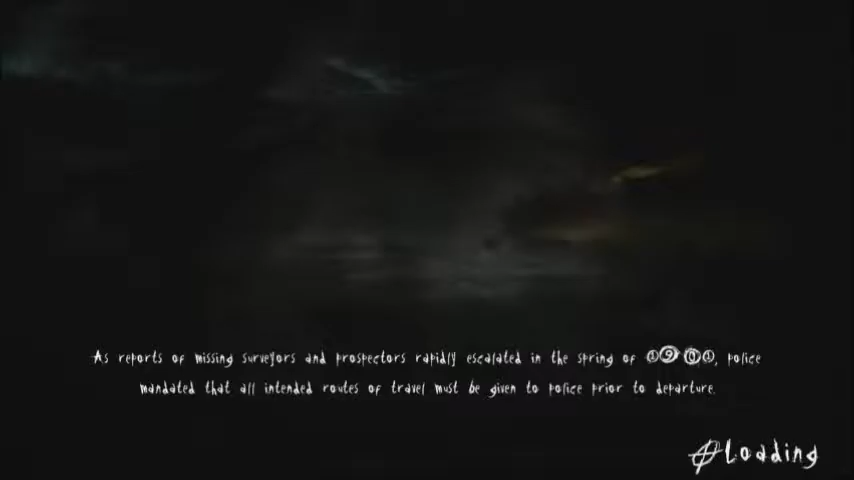 As reports of missing surveyors and prospectors rapidly escalated in the spring of 1901, police
mandated that all intended routes of travel must be given to police prior to departure.
Loading